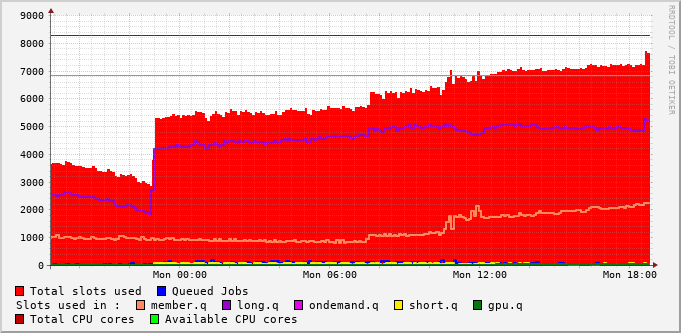 9000
8000
7000
6000
5000
4000
3000
2000
1000
0
Mon 00:00 Mon 06:00 Mon 12:00 Mon 18:00
RRDTOOL / TOBI OETIKER
Total slots used Queued Jobs
Slots used in : member.q long.q ondemand.q short.q gpu.q
Total CPU cores Available CPU cores